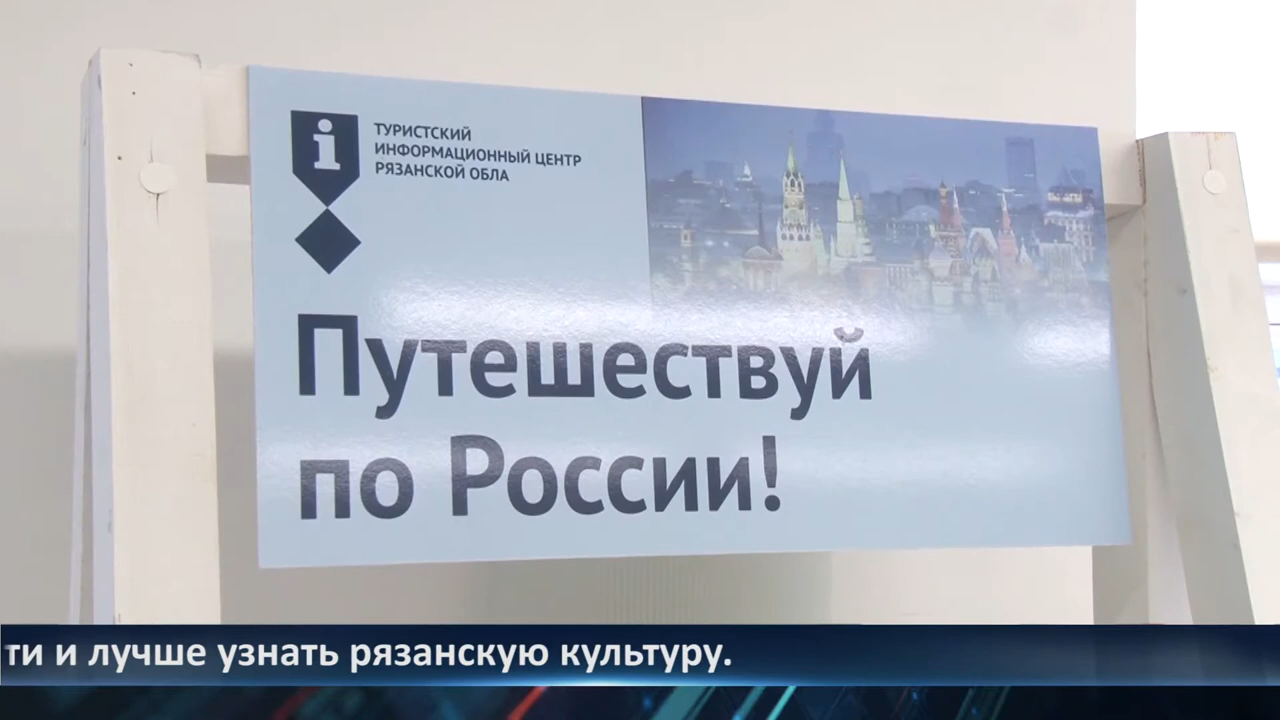 i
ТУРИСТСКИЙ
ИНФОРМАЦИОННЫЙ ЦЕНТР
РЯЗАНСКОЙ ОБЛА
Путешествуй
по России!
ти и лучше узнать рязанскую культуру.